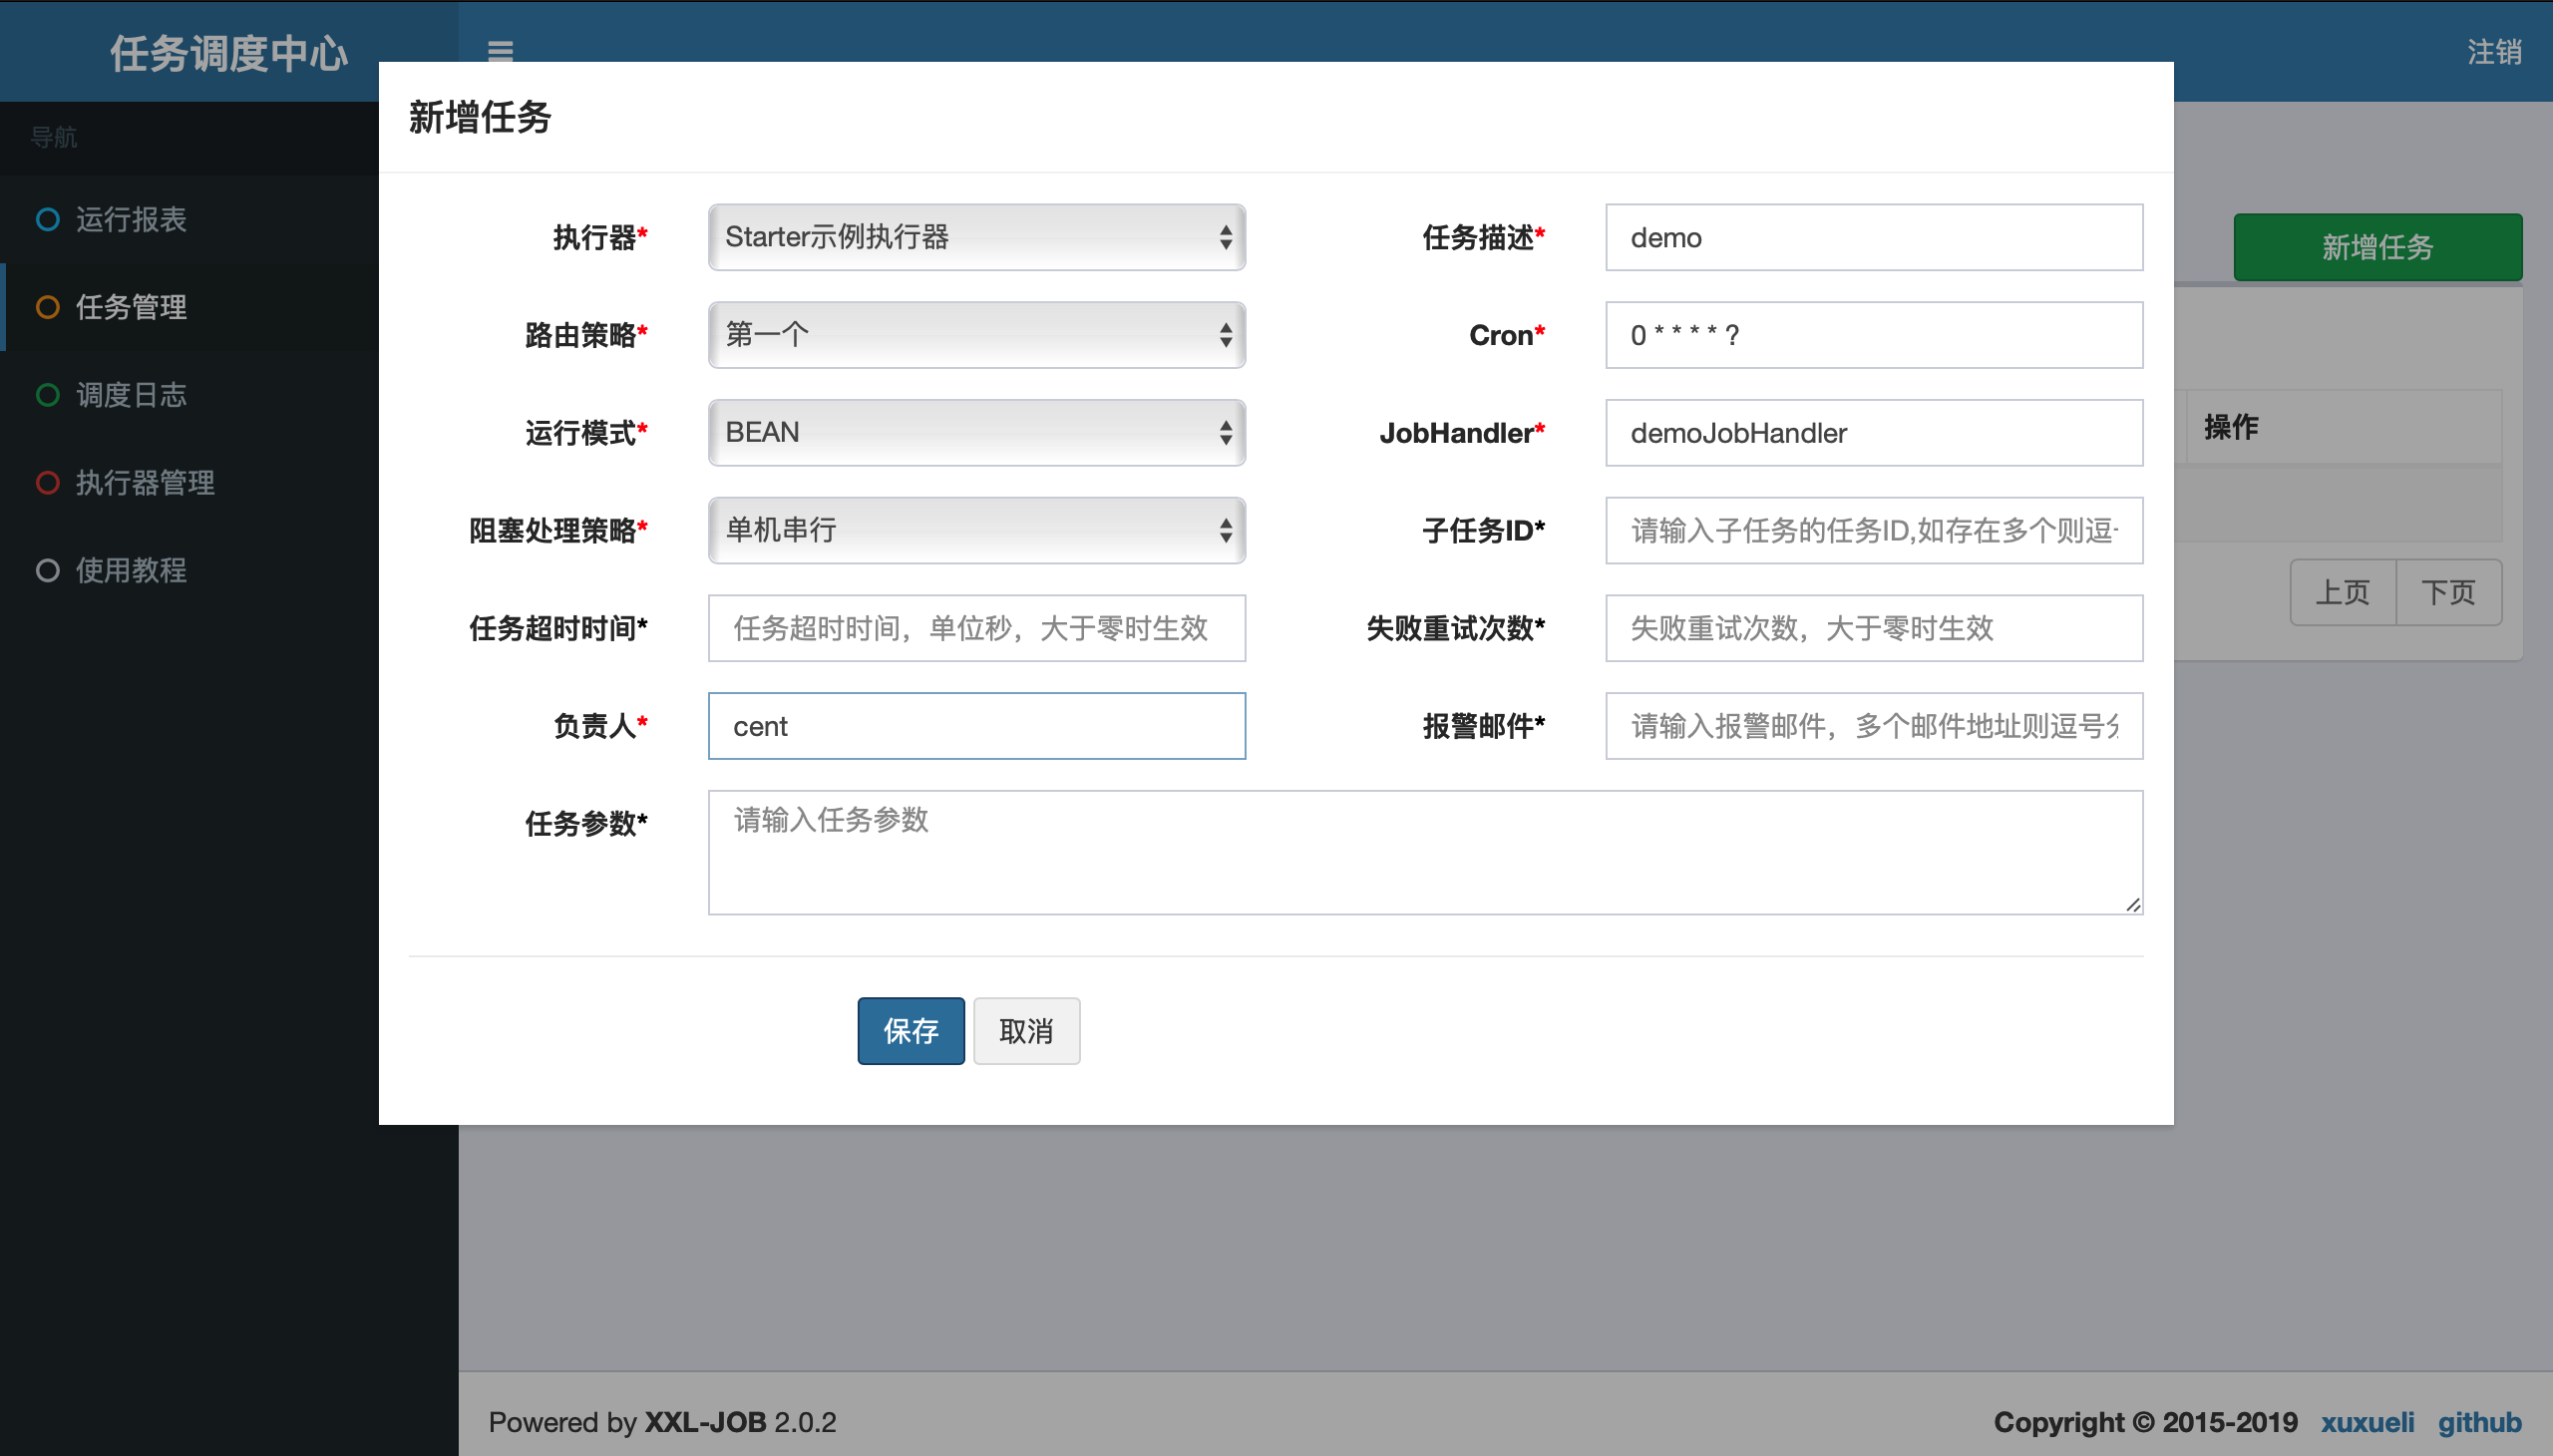 任务调度中心
注销
导航
运行报表
任务管理
调度日志
执行器管理
使用教程
新增任务
操作
上页 下页
新增任务
执行器* Starter示例执行器 任务描述* demo
路由策略* 第一个 Cron* 0 * * * * ?
运行模式* BEAN JobHandler* demoJobHandler
阻塞处理策略* 单机串行 子任务ID* 请输入子任务的任务ID,如存在多个则逗
任务超时时间* 任务超时时间，单位秒，大于零时生效 失败重试次数* 失败重试次数，大于零时生效
负责人* cent 报警邮件* 请输入报警邮件，多个邮件地址则逗号分
任务参数* 请输入任务参数
保存 取消
Powered by XXL-JOB 2.0.2
Copyright © 2015-2019 xuxueli github